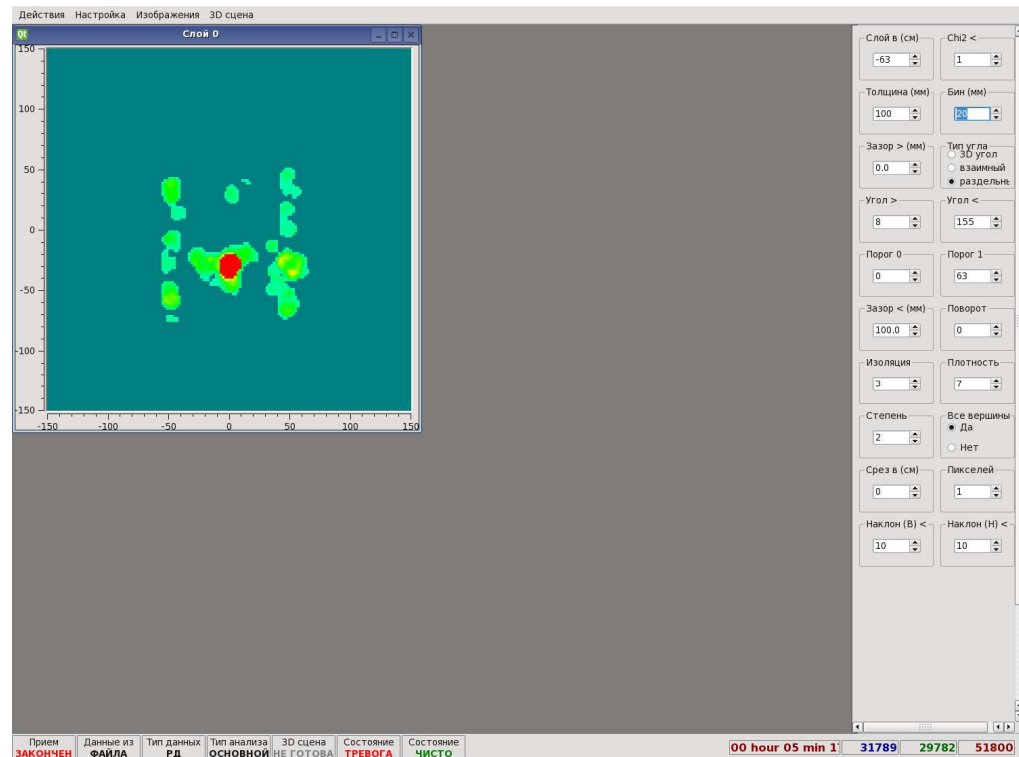 Действия Настройка Изображения 3D сцена
Qt Слой 0
150
100
50
0
-50
-100
-150
-150 -100 -50 0 50 100 150
Слой в (см) Chi2 <
-63 1
Толщина (мм) Бин (мм)
100 20
Зазор > (мм) Тип угла
0.0 3D угол
взаимный
раздельнь
Угол > Угол <
8 155
Порог 0 Порог 1
0 63
Зазор < (мм) Поворот
100.0 0
Изоляция Плотность
3 7
Степень Все вершины
2 Да
Нет
Срез в (см) Пикселей
0 1
Наклон (В) < Наклон (Н) <
10 10
Прием Данные из Тип данных Тип анализа 3D сцена Состояние Состояние
ЗАКОНЧЕН ФАЙЛА РД ОСНОВНОЙ НЕ ГОТОВА ТРЕВОГА ЧИСТО
00 hour 05 min 31789 29782 51800